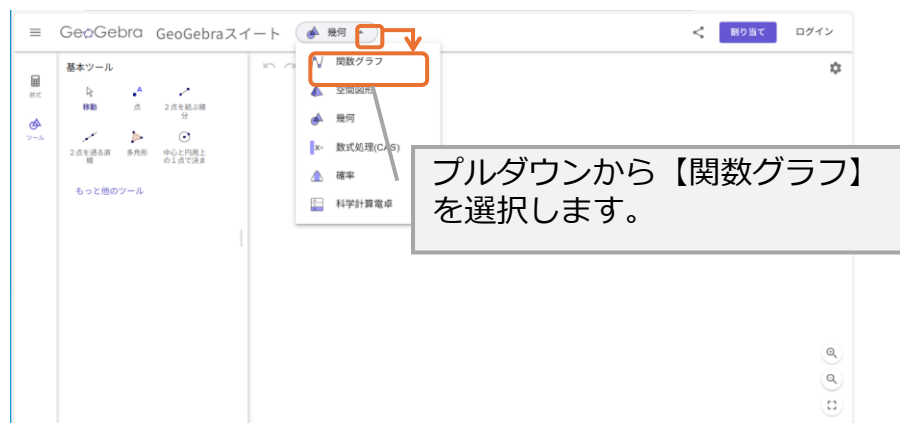 GeoGebra GeoGebraスイート 幾何 割り当て ログイン
基本ツール
関数グラフ
数式
移動 点 2点を結ぶ線分
空間図形
幾何
ツール
2点を通る直線 多角形 中心と円周上の1点で決ま
数式処理(CAS)
確率
もっと他のツール
科学計算電卓
プルダウンから【関数グラフ】
を選択します。